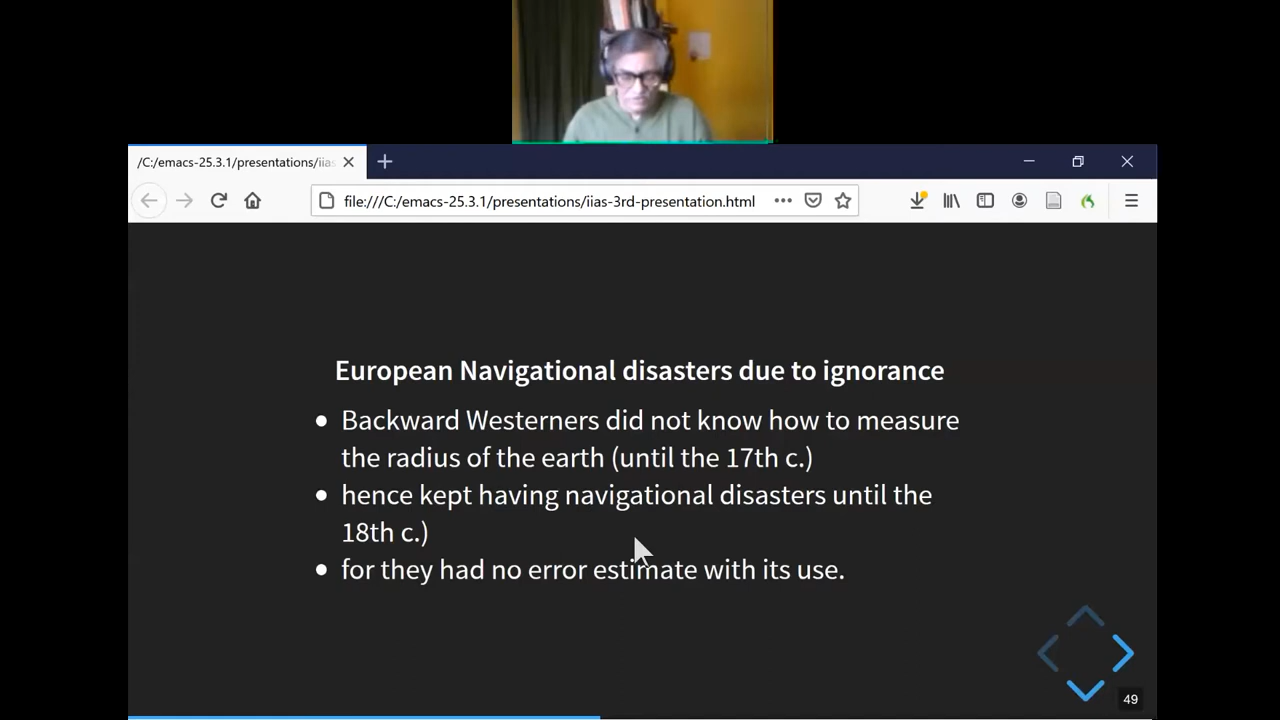 /C:/emacs-25.3.1/presentations/iias
file:///C:/emacs-25.3.1/presentations/iias-3rd-presentation.html
European Navigational disasters due to ignorance
• Backward Westerners did not know how to measure
the radius of the earth (until the 17th c.)
• hence kept having navigational disasters until the
18th c.)
• for they had no error estimate with its use.
49